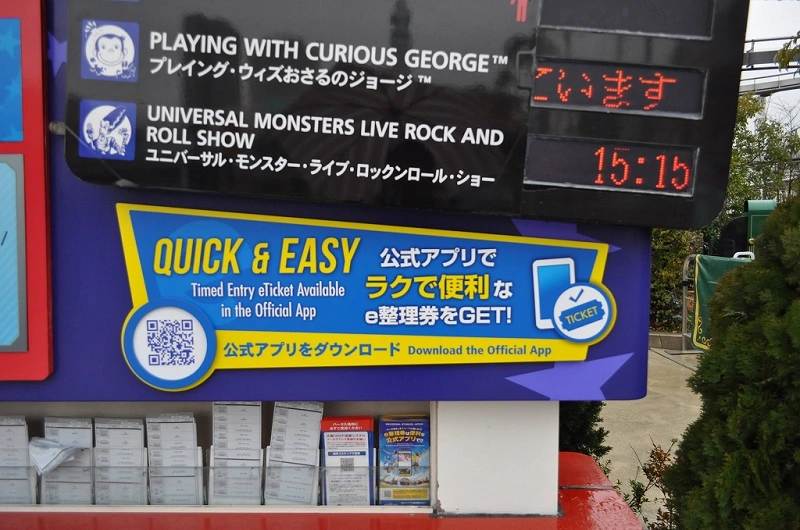 PLAYING WITH CURIOUS GEORGE™
プレイング・ウィズおさるのジョージ™
ございます
UNIVERSAL MONSTERS LIVE ROCK AND
ROLL SHOW
ユニバーサル・モンスター・ライブ・ロックンロール・ショー
15:15
QUICK & EASY
Timed Entry eTicket Available
in the Official App
公式アプリで
ラクで便利な
e整理券をGET!
TICKET
公式アプリをダウンロード Download the Official App